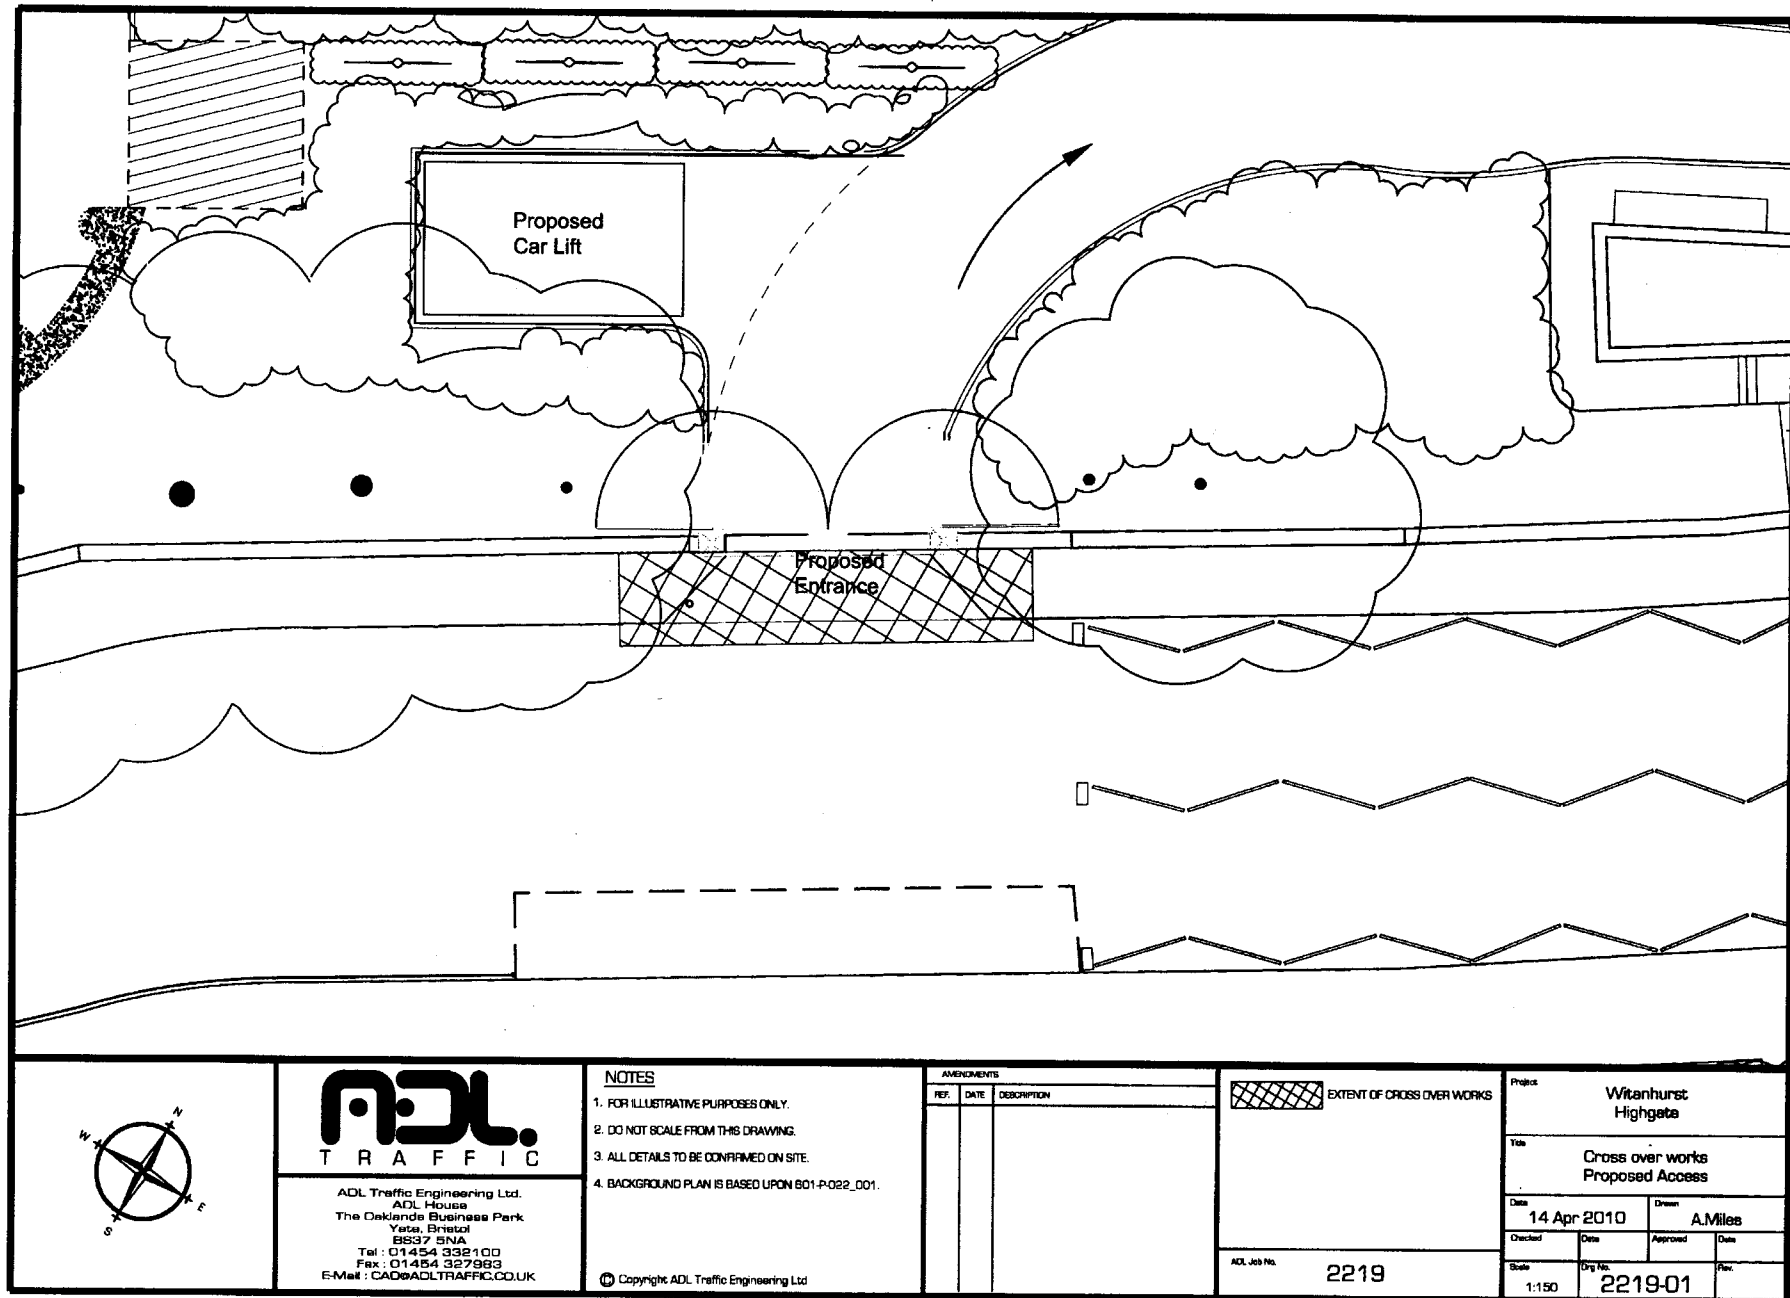 Proposed
Car Lift
Proposed
Entrance
N
W
E
S
ADL
TRAFFIC
ADL Traffic Engineering Ltd.
ADL House
The Oaklands Business Park
Yate, Bristol
BS37 5NA
Tel : 01454 332100
Fax : 01454 327983
E-Mail : CAD@ADLTRAFFIC.CO.UK
NOTES
1. FOR ILLUSTRATIVE PURPOSES ONLY.
2. DO NOT SCALE FROM THIS DRAWING.
3. ALL DETAILS TO BE CONFIRMED ON SITE.
4. BACKGROUND PLAN IS BASED UPON 601-P-022_001.
© Copyright ADL Traffic Engineering Ltd
AMENDMENTS
REF. DATE DESCRIPTION
EXTENT OF CROSS OVER WORKS
ADL Job No.
2219
Project
Witanhurst
Highgate
Title
Cross over works
Proposed Access
Date
14 Apr 2010
Drawn
A.Miles
Checked Date Approved Date
Scale
1:150
Drg No.
2219-01
Rev.